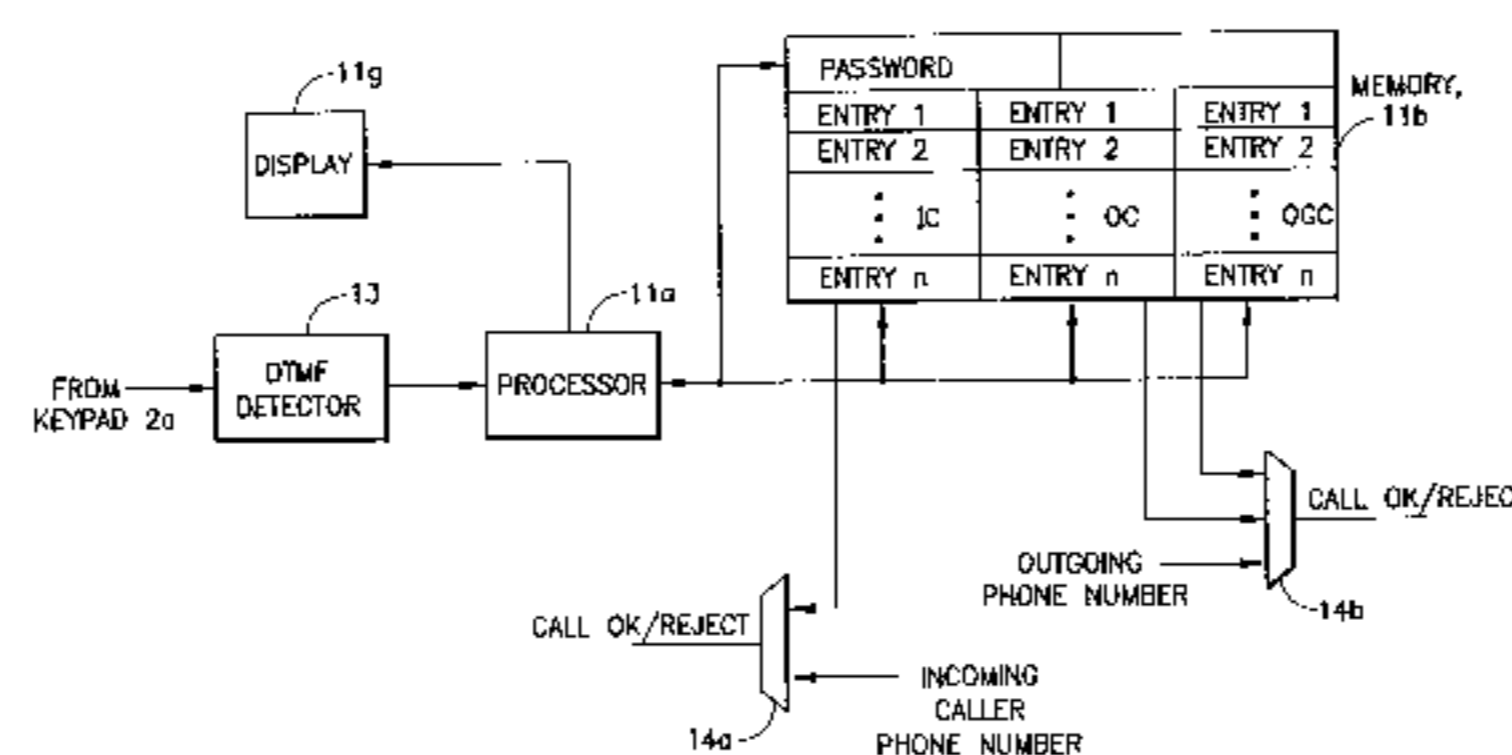 11g
DISPLAY
PASSWORD
MEMORY,
11b
ENTRY 1 ENTRY 1 ENTRY 1
ENTRY 2 ENTRY 2 ENTRY 2
IC OC OGC
ENTRY n ENTRY n ENTRY n
13
11a
FROM
KEYPAD 2a
DTMF
DETECTOR
PROCESSOR
CALL OK/REJEC
OUTGOING
PHONE NUMBER
14b
CALL OK/REJECT
INCOMING
CALLER
PHONE NUMBER
14a